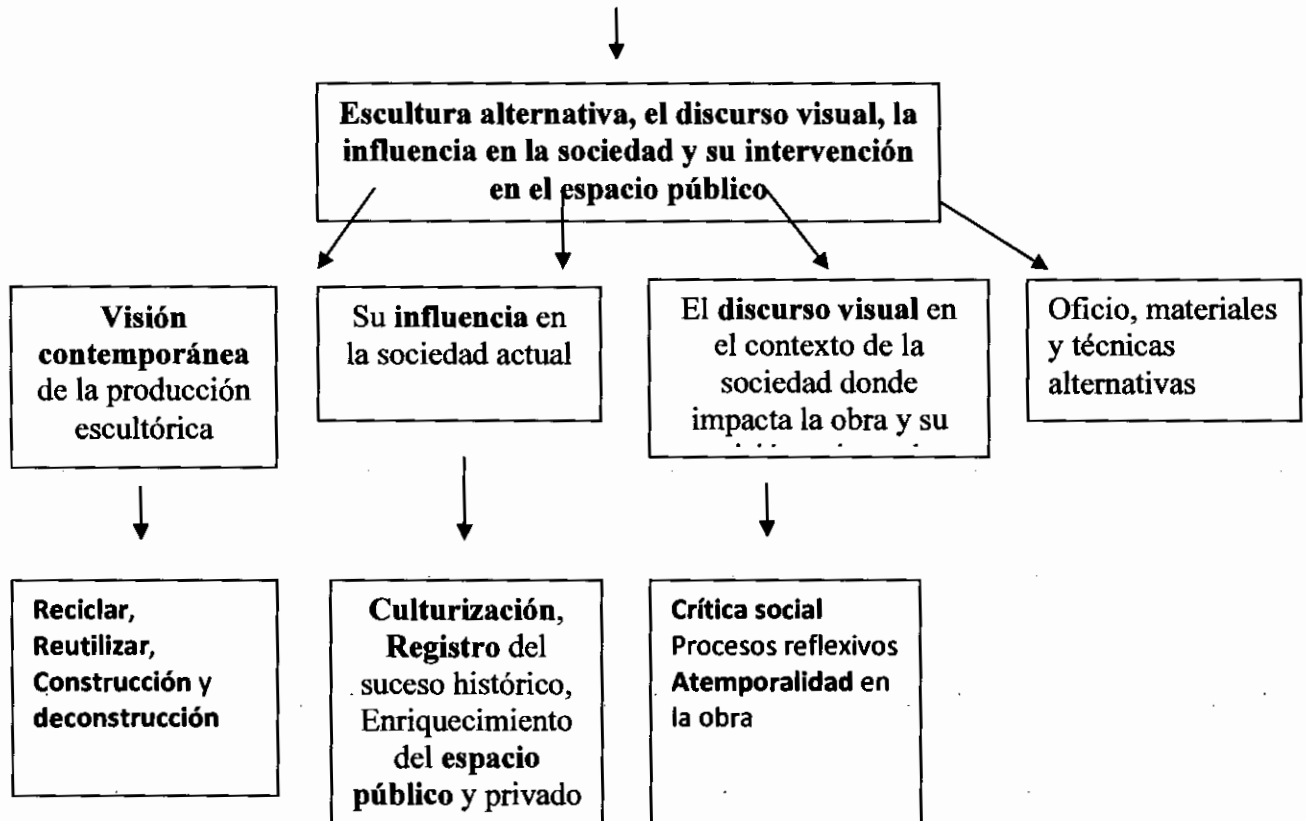 Escultura alternativa, el discurso visual, la
influencia en la sociedad y su intervención
en el espacio público
Visión
contemporánea
de la producción
escultórica
Su influencia en
la sociedad actual
El discurso visual en
el contexto de la
sociedad donde
impacta la obra y su
Oficio, materiales
y técnicas
alternativas
Reciclar,
Reutilizar,
Construcción y
deconstrucción
Culturización,
Registro del
suceso histórico,
Enriquecimiento
del espacio
público y privado
Crítica social
Procesos reflexivos
Atemporalidad en
la obra